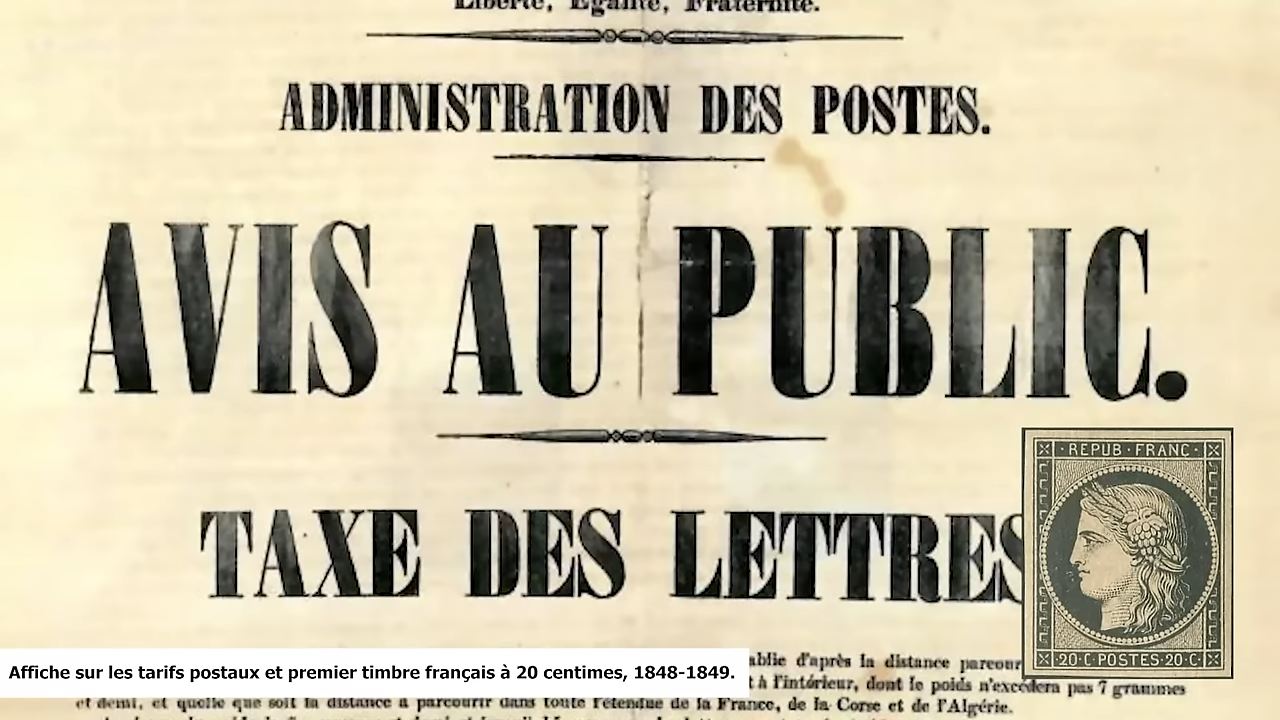 Liberté, Égalité, Fraternité.
ADMINISTRATION DES POSTES.
AVIS AU PUBLIC.
TAXE DES LETTRES
REPUB · FRANC ·
20 · C · POSTES · 20 · C ·
ablie d'après la distance parcour
t à l'intérieur, dont le poids n'excédera pas 7 grammes
et demi, et quelle que soit la distance à parcourir dans toute l'étendue de la France, de la Corse et de l'Algérie.
Affiche sur les tarifs postaux et premier timbre français à 20 centimes, 1848-1849.